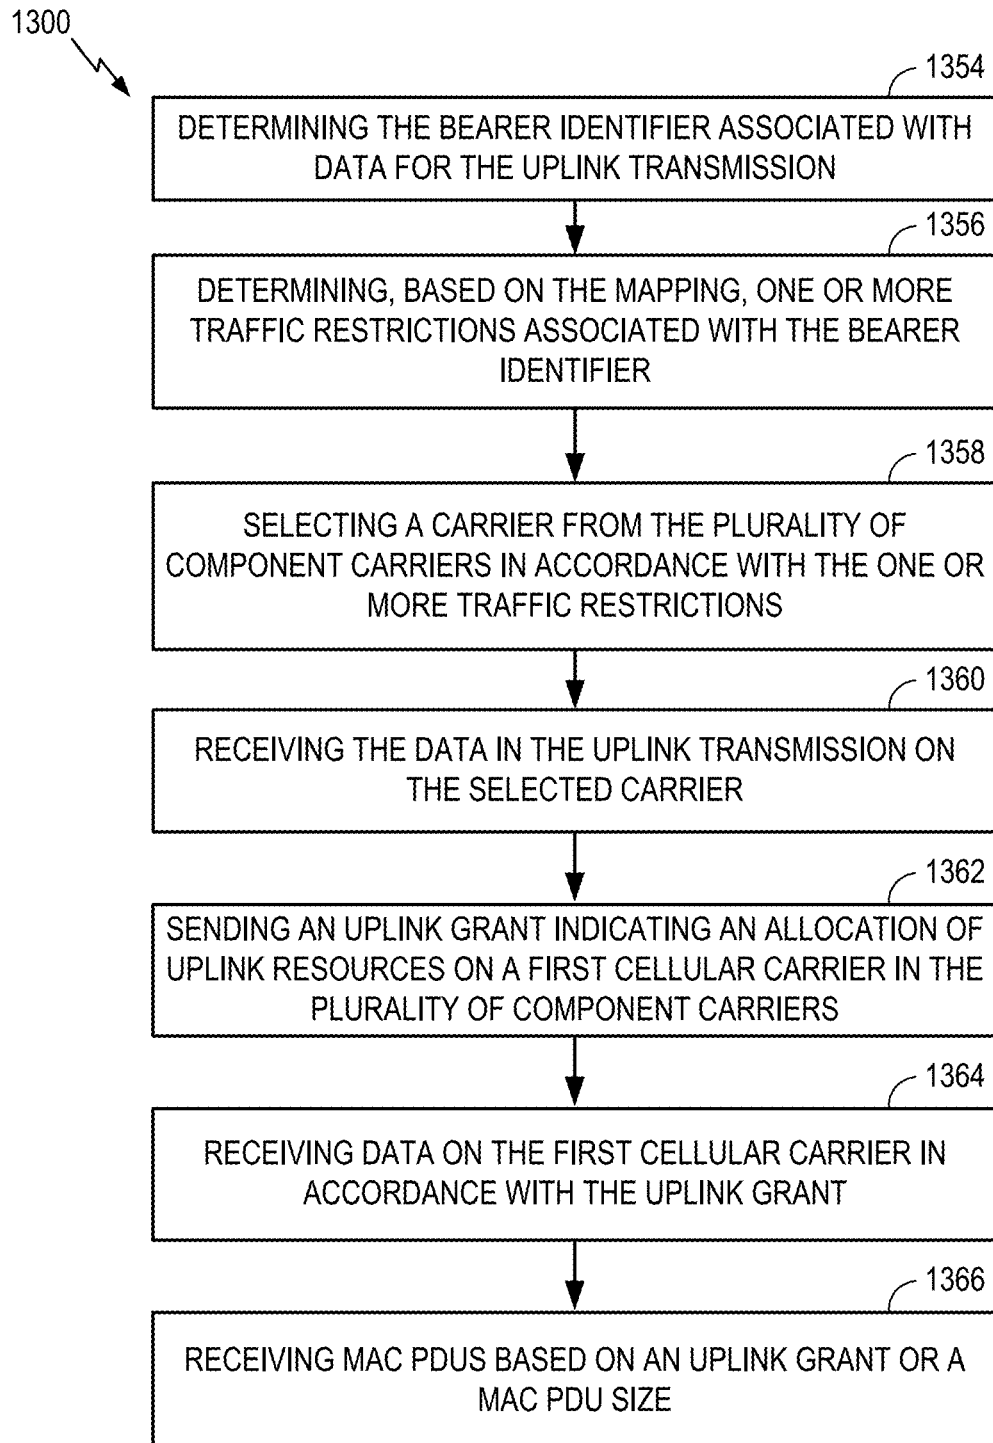 1300
1354
DETERMINING THE BEARER IDENTIFIER ASSOCIATED WITH
DATA FOR THE UPLINK TRANSMISSION
1356
DETERMINING, BASED ON THE MAPPING, ONE OR MORE
TRAFFIC RESTRICTIONS ASSOCIATED WITH THE BEARER
IDENTIFIER
1358
SELECTING A CARRIER FROM THE PLURALITY OF
COMPONENT CARRIERS IN ACCORDANCE WITH THE ONE OR
MORE TRAFFIC RESTRICTIONS
1360
RECEIVING THE DATA IN THE UPLINK TRANSMISSION ON
THE SELECTED CARRIER
1362
SENDING AN UPLINK GRANT INDICATING AN ALLOCATION OF
UPLINK RESOURCES ON A FIRST CELLULAR CARRIER IN THE
PLURALITY OF COMPONENT CARRIERS
1364
RECEIVING DATA ON THE FIRST CELLULAR CARRIER IN
ACCORDANCE WITH THE UPLINK GRANT
1366
RECEIVING MAC PDUS BASED ON AN UPLINK GRANT OR A
MAC PDU SIZE